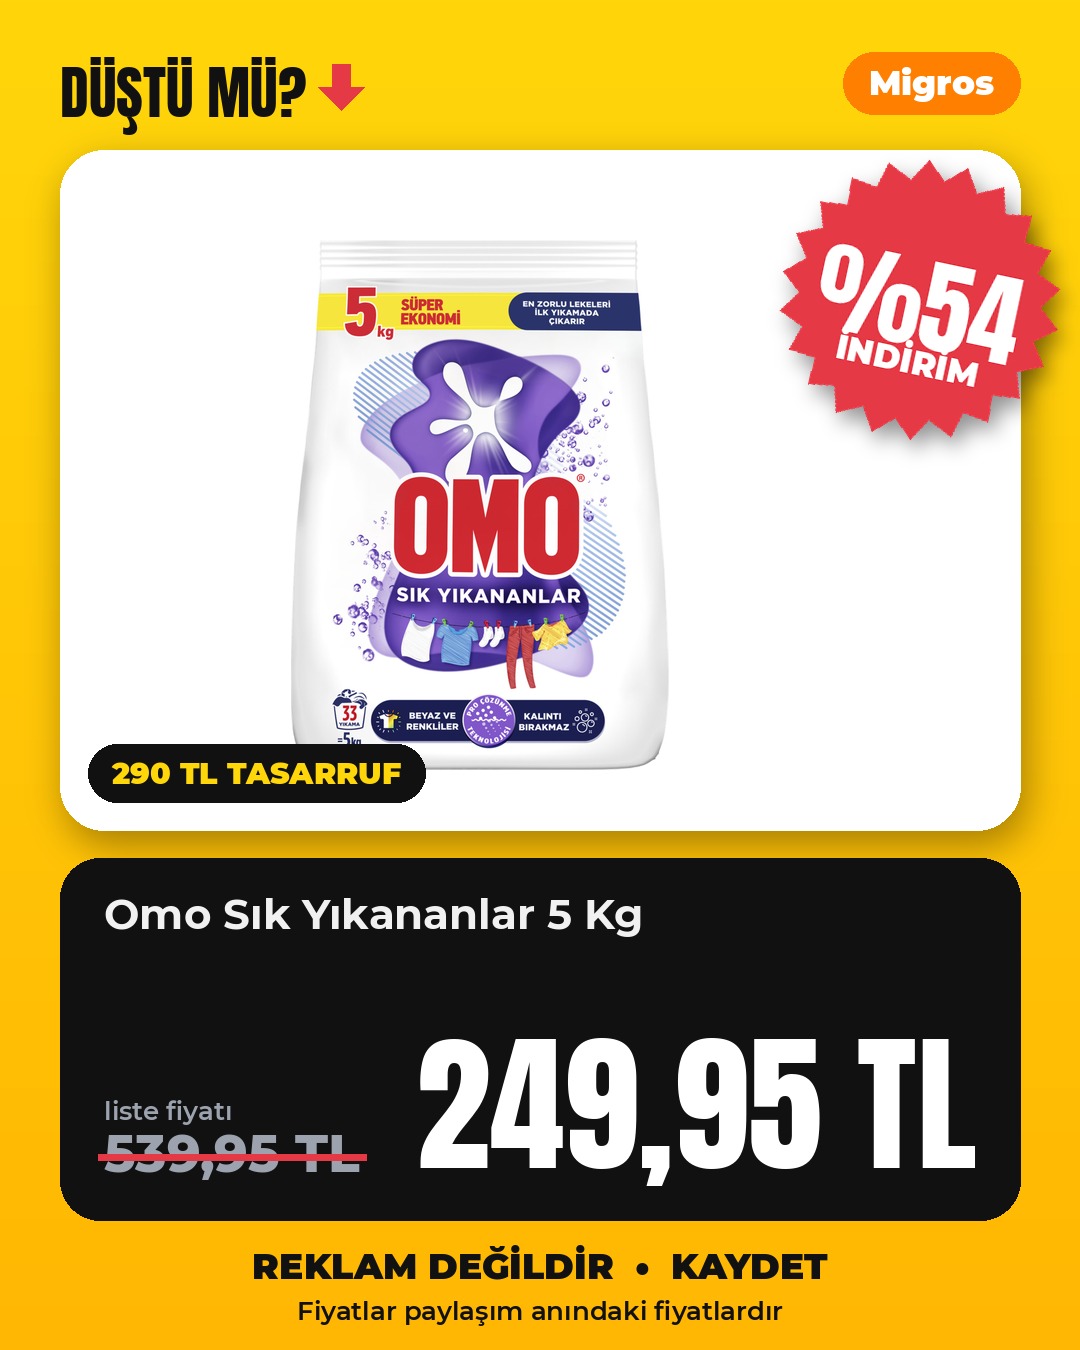 DÜŞTÜ MÜ?
Migros
%54
İNDİRİM
5 kg
SÜPER
EKONOMİ
EN ZORLU LEKELERİ
İLK YIKAMADA
ÇIKARIR
OMO®
SIK YIKANANLAR
33
YIKAMA
=5kg
BEYAZ VE
RENKLİLER
PRO ÇÖZÜNME
TEKNOLOJİSİ
KALINTI
BIRAKMAZ
290 TL TASARRUF
Omo Sık Yıkananlar 5 Kg
liste fiyatı
539,95 TL
249,95 TL
REKLAM DEĞİLDİR • KAYDET
Fiyatlar paylaşım anındaki fiyatlardır